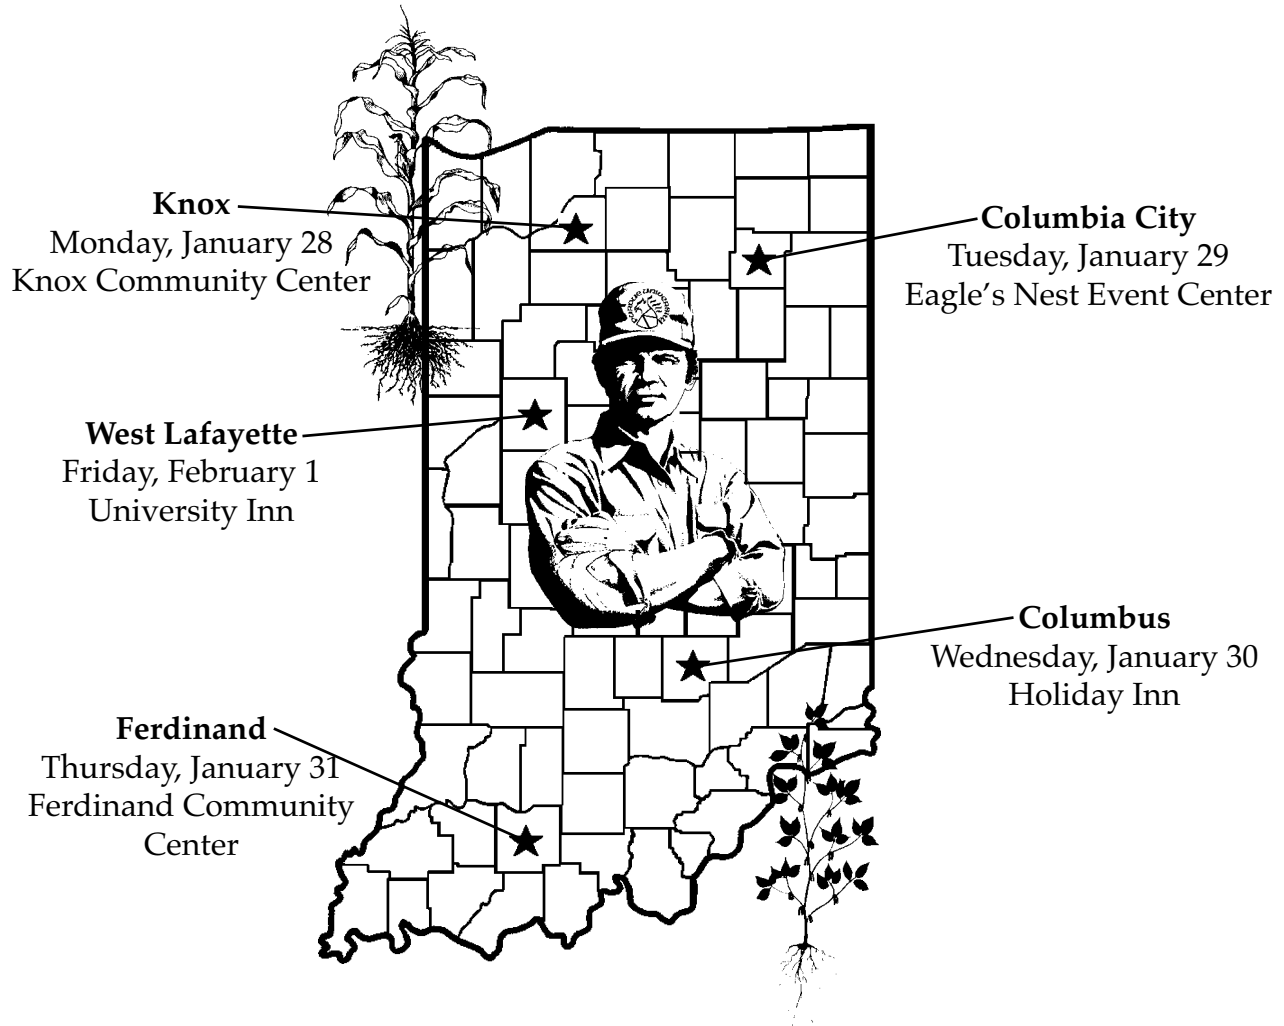 Knox
Monday, January 28
Knox Community Center
Columbia City
Tuesday, January 29
Eagle's Nest Event Center
West Lafayette
Friday, February 1
University Inn
Columbus
Wednesday, January 30
Holiday Inn
Ferdinand
Thursday, January 31
Ferdinand Community
Center